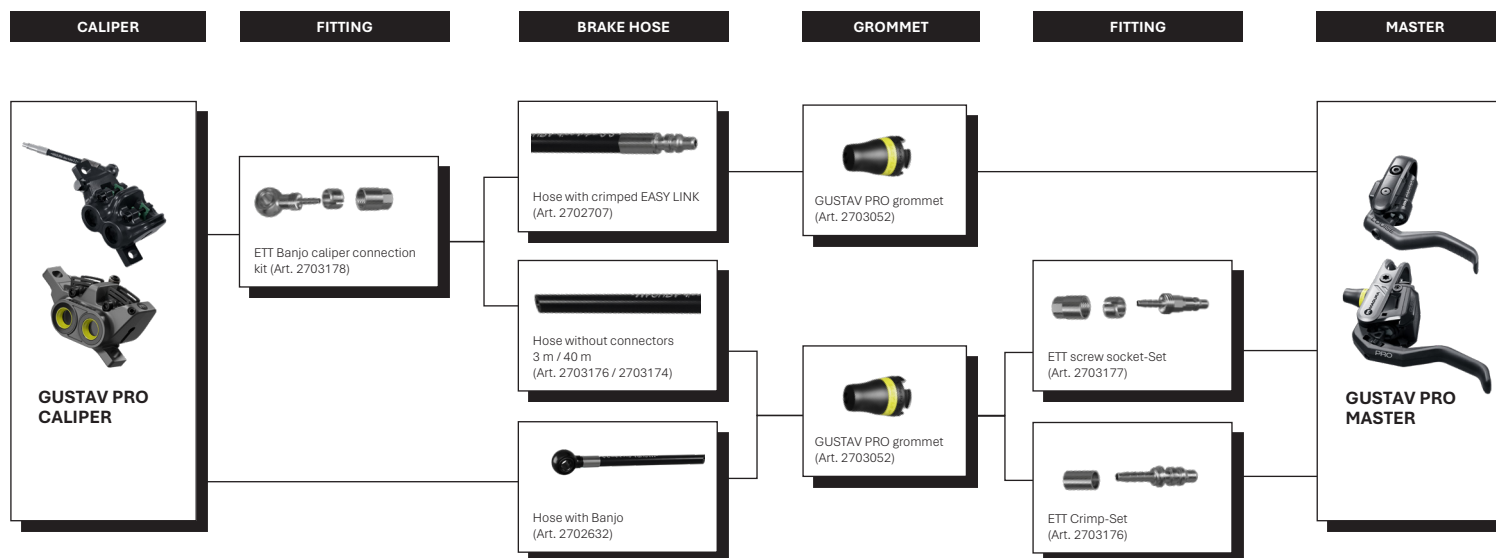 CALIPER
FITTING
BRAKE HOSE
GROMMET
FITTING
MASTER
GUSTAV PRO
CALIPER
ETT Banjo caliper connection
kit (Art. 2703178)
Hose with crimped EASY LINK
(Art. 2702707)
Hose without connectors
3 m / 40 m
(Art. 2703176 / 2703174)
Hose with Banjo
(Art. 2702632)
GUSTAV PRO grommet
(Art. 2703052)
GUSTAV PRO grommet
(Art. 2703052)
ETT screw socket-Set
(Art. 2703177)
ETT Crimp-Set
(Art. 2703176)
PRO
GUSTAV PRO
MASTER